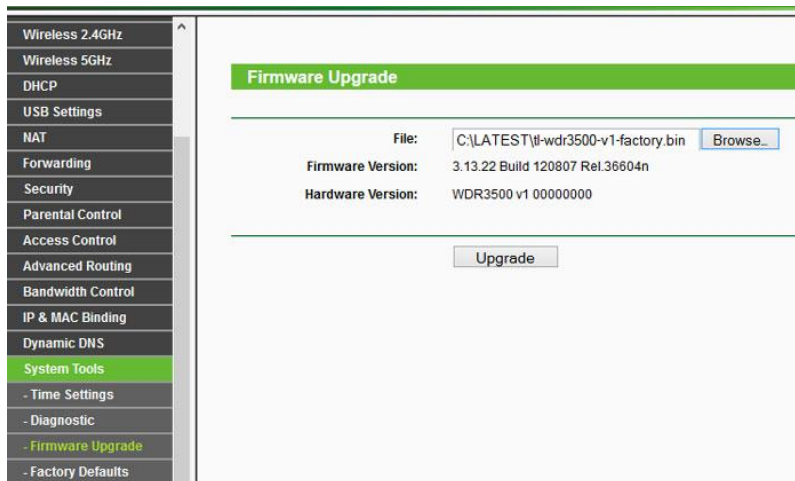 Wireless 2.4GHz
Wireless 5GHz
DHCP
USB Settings
NAT
Forwarding
Security
Parental Control
Access Control
Advanced Routing
Bandwidth Control
IP & MAC Binding
Dynamic DNS
System Tools
- Time Settings
- Diagnostic
- Firmware Upgrade
- Factory Defaults
Firmware Upgrade
File: C:\LATEST\tl-wdr3500-v1-factory.bin Browse...
Firmware Version: 3.13.22 Build 120807 Rel.36604n
Hardware Version: WDR3500 v1 00000000
Upgrade